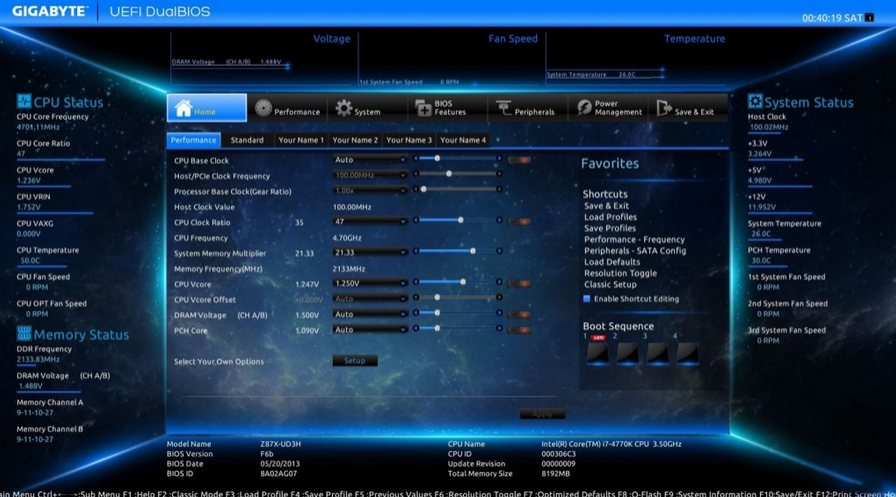 GIGABYTE™ UEFI DualBIOS
00:40:19 SAT 1
Voltage
DRAM Voltage (CH A/B) 1.488V
Fan Speed
1st System Fan Speed 0 RPM
Temperature
System Temperature 26.0C
CPU Status
CPU Core Frequency
4701.11MHz
CPU Core Ratio
47
CPU Vcore
1.236V
CPU VRIN
1.752V
CPU VAXG
0.000V
CPU Temperature
50.0C
CPU Fan Speed
0 RPM
CPU OPT Fan Speed
0 RPM
Memory Status
DDR Frequency
2133.83MHz
DRAM Voltage (CH A/B)
1.488V
Memory Channel A
9-11-10-27
Memory Channel B
9-11-10-27
Home
Performance
System
BIOS
Features
Peripherals
Power
Management
Save & Exit
Performance Standard Your Name 1 Your Name 2 Your Name 3 Your Name 4
CPU Base Clock Auto
Host/PCIe Clock Frequency 100.00MHz
Processor Base Clock(Gear Ratio) 1.00x
Host Clock Value 100.00MHz
CPU Clock Ratio 35 47
CPU Frequency 4.70GHz
System Memory Multiplier 21.33 21.33
Memory Frequency(MHz) 2133MHz
CPU Vcore 1.247V 1.250V
CPU Vcore Offset +0.000V Auto
DRAM Voltage (CH A/B) 1.500V Auto
PCH Core 1.090V Auto
Select Your Own Options Setup
Apply
Favorites
Shortcuts
Save & Exit
Load Profiles
Save Profiles
Performance - Frequency
Peripherals - SATA Config
Load Defaults
Resolution Toggle
Classic Setup
Enable Shortcut Editing
Boot Sequence
1 UEFI 2 3 4
System Status
Host Clock
100.02MHz
+3.3V
3.264V
+5V
4.980V
+12V
11.952V
System Temperature
26.0C
PCH Temperature
30.0C
1st System Fan Speed
0 RPM
2nd System Fan Speed
0 RPM
3rd System Fan Speed
0 RPM
Model Name Z87X-UD3H
BIOS Version F6b
BIOS Date 05/20/2013
BIOS ID 8A02AG07
CPU Name Intel(R) Core(TM) i7-4770K CPU 3.50GHz
CPU ID 000306C3
Update Revision 00000009
Total Memory Size 8192MB
ain Menu Ctrl+ :Sub Menu F1 :Help F2 :Classic Mode F3 :Load Profile F4 :Save Profile F5 :Previous Values F6 :Resolution Toggle F7 :Optimized Defaults F8 :Q-Flash F9 :System Information F10:Save/Exit F12:Print Screen